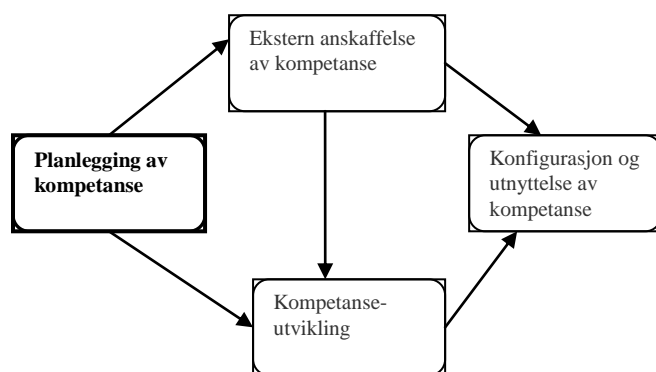 Ekstern anskaffelse
av kompetanse
Planlegging av
kompetanse
Konfigurasjon og
utnyttelse av
kompetanse
Kompetanse-
utvikling